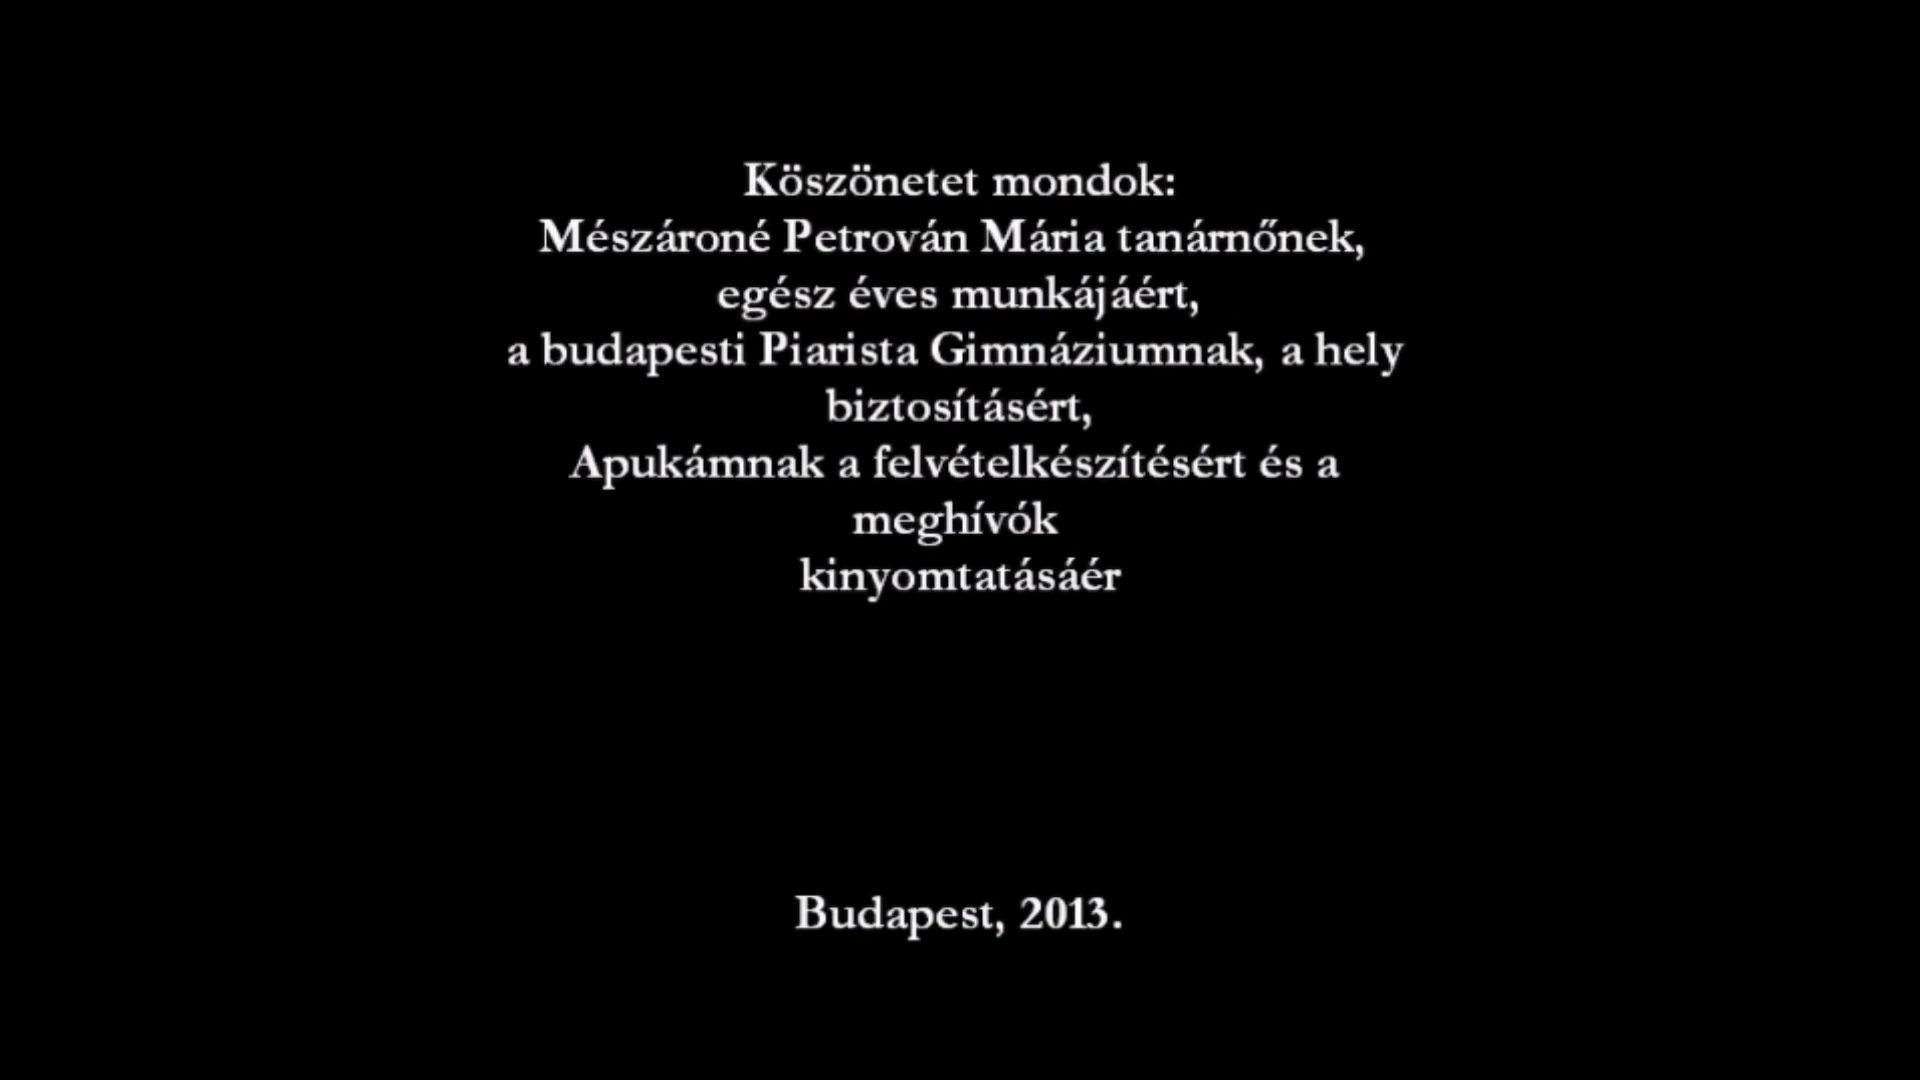 Köszönetet mondok:
Mészároné Petrován Mária tanárnőnek,
egész éves munkájáért,
a budapesti Piarista Gimnáziumnak, a hely
biztosításért,
Apukámnak a felvételkészítésért és a
meghívók
kinyomtatásáér
Budapest, 2013.